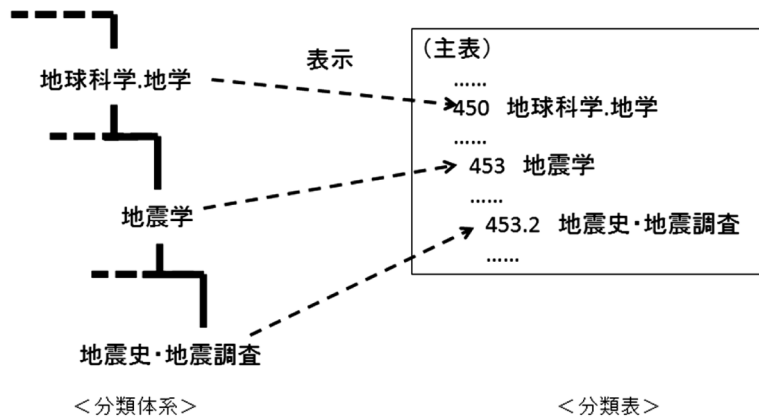 地球科学.地学
地震学
地震史・地震調査
＜分類体系＞
表示
（主表）
……
450 地球科学.地学
……
453 地震学
……
453.2 地震史・地震調査
……
＜分類表＞